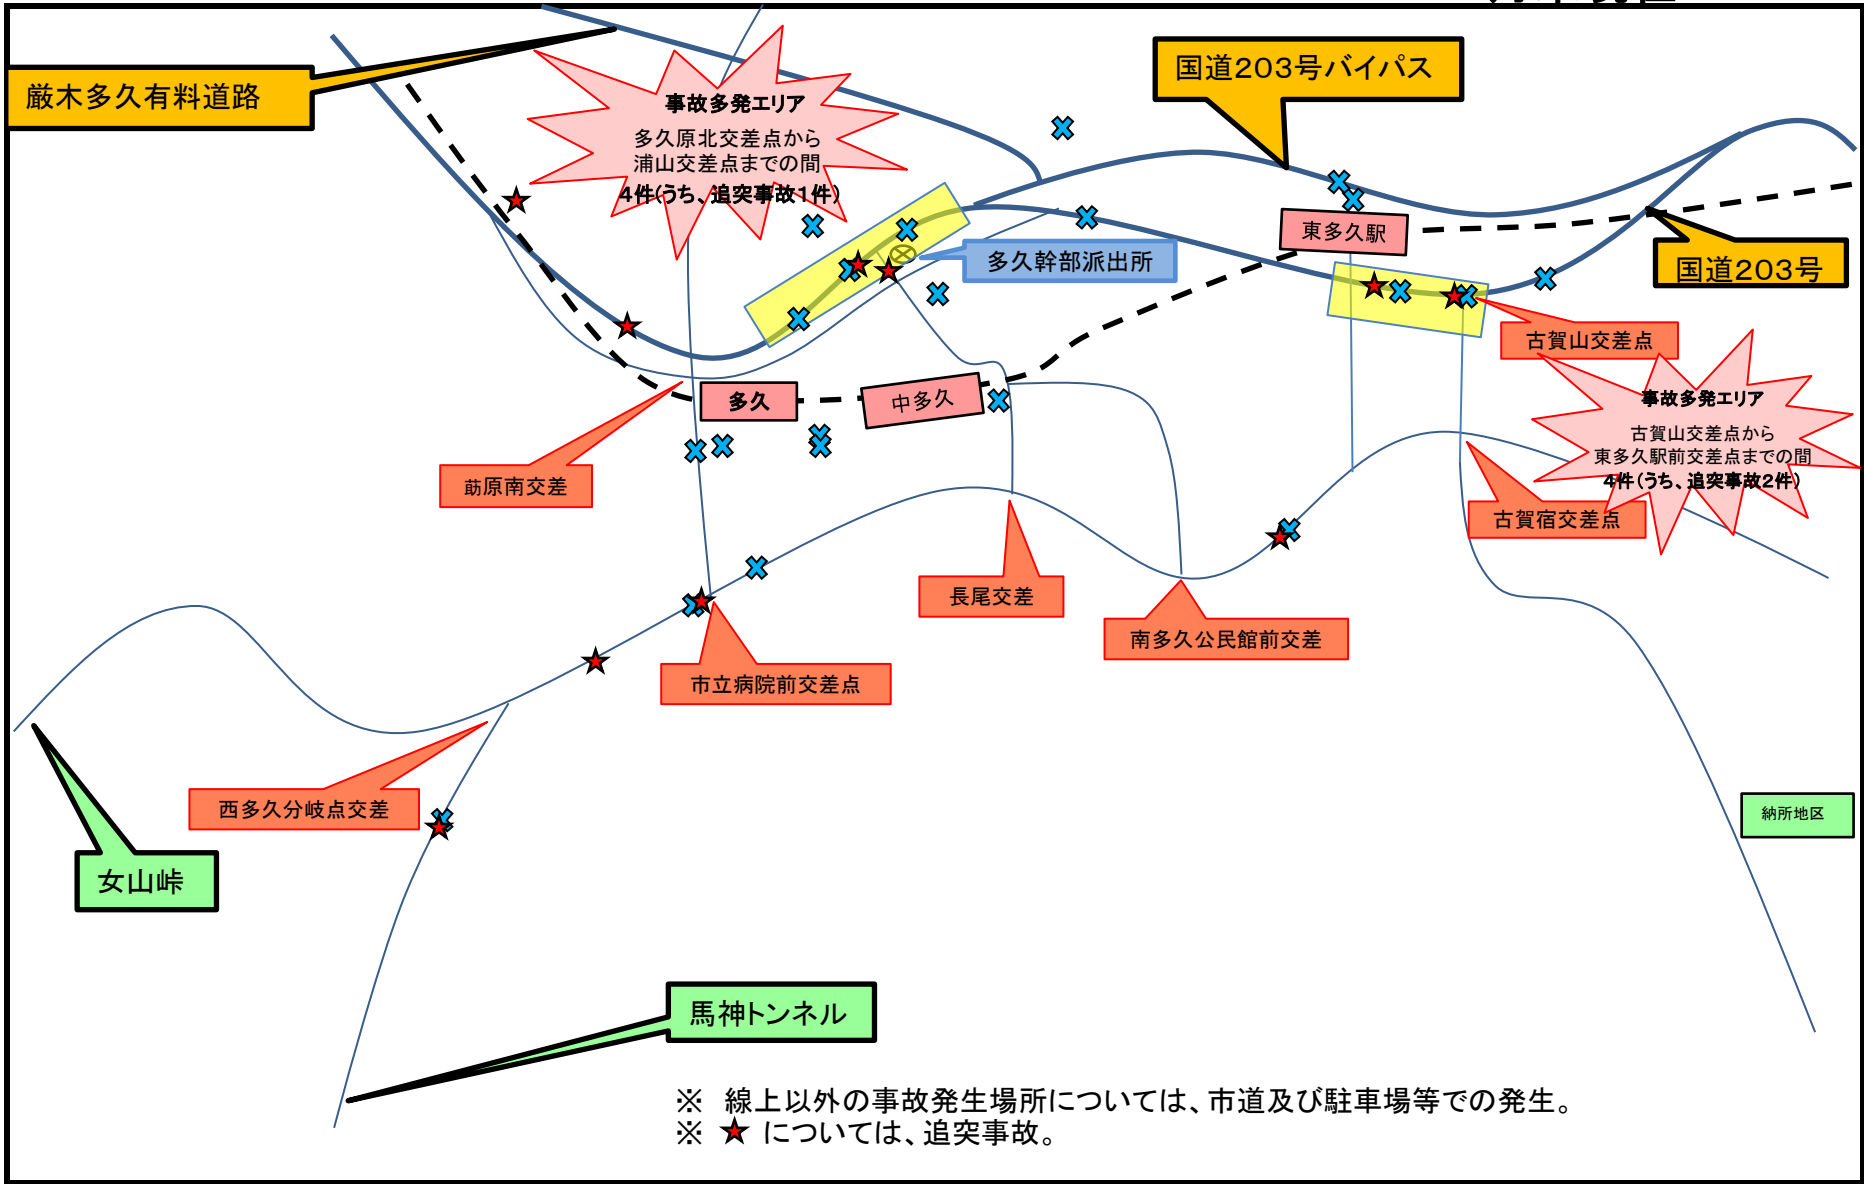 厳木多久有料道路
事故多発エリア
多久原北交差点から
浦山交差点までの間
4件(うち、追突事故1件)
国道203号バイパス
東多久駅
国道203号
多久幹部派出所
古賀山交差点
多久
中多久
事故多発エリア
古賀山交差点から
東多久駅前交差点までの間
4件(うち、追突事故2件)
莇原南交差
古賀宿交差点
長尾交差
南多久公民館前交差
市立病院前交差点
西多久分岐点交差
納所地区
女山峠
馬神トンネル
※ 線上以外の事故発生場所については、市道及び駐車場等での発生。
※ ★ については、追突事故。